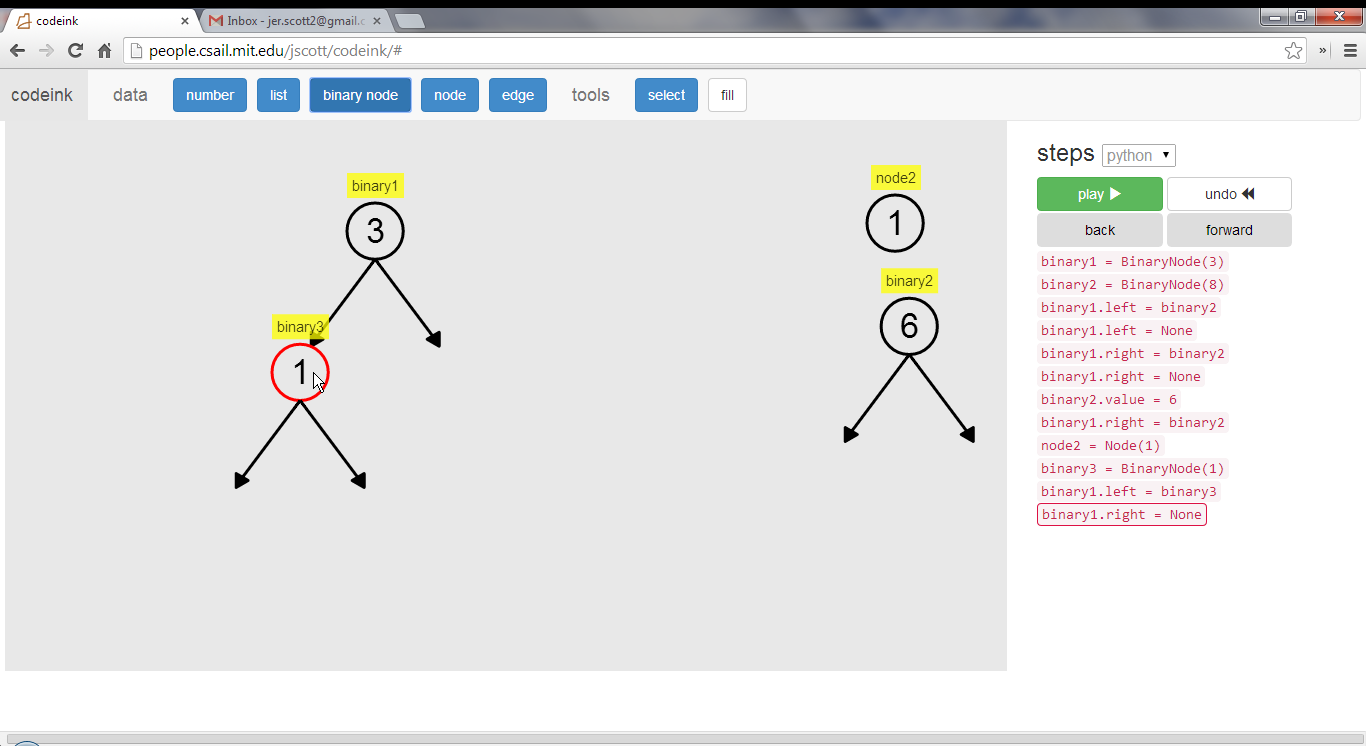 codeink
Inbox - jer.scott2@gmail.c
people.csail.mit.edu/jscott/codeink/#
codeink data number list binary node node edge tools select fill
binary1
3
binary3
1
node2
1
binary2
6
steps python
play undo
back forward
binary1 = BinaryNode(3)
binary2 = BinaryNode(8)
binary1.left = binary2
binary1.left = None
binary1.right = binary2
binary1.right = None
binary2.value = 6
binary1.right = binary2
node2 = Node(1)
binary3 = BinaryNode(1)
binary1.left = binary3
binary1.right = None